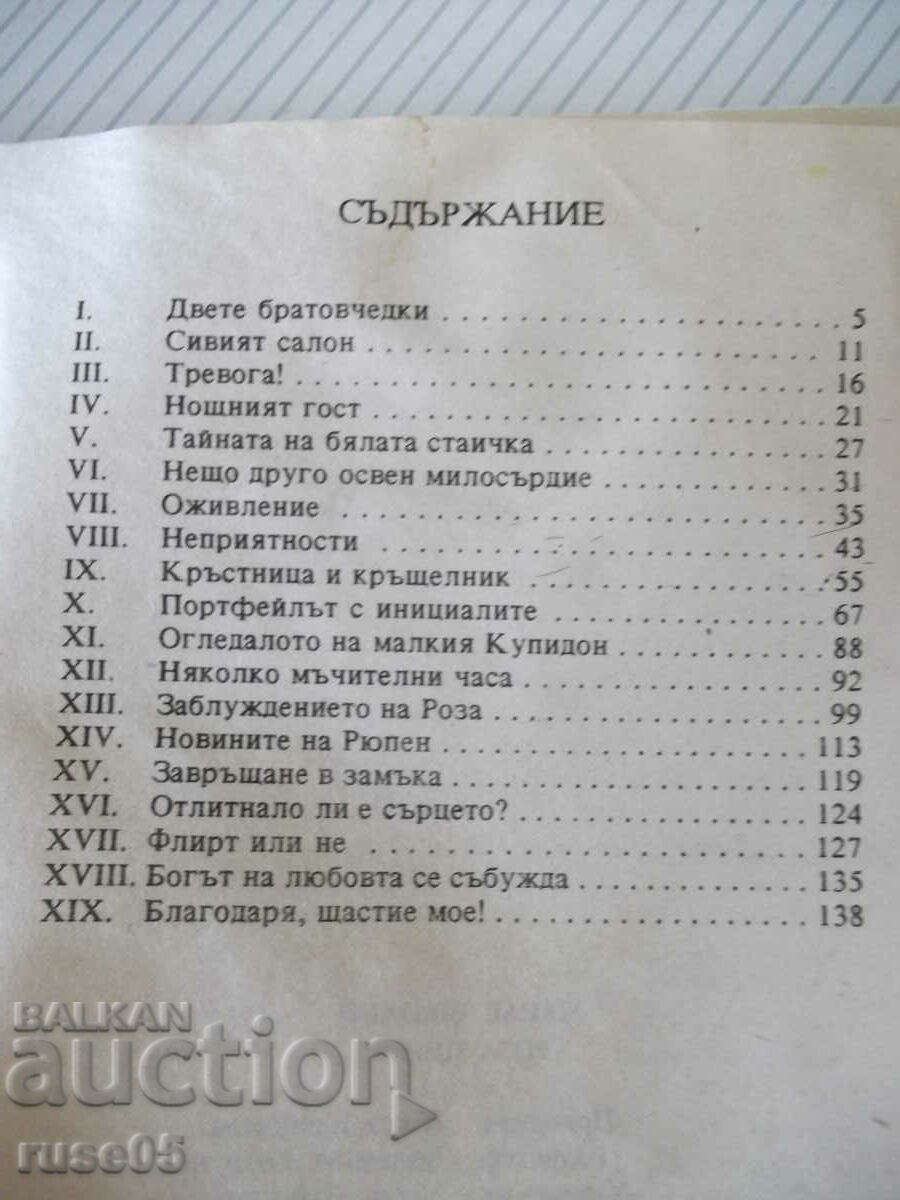 СЪДЪРЖАНИЕ
I. Двете братовчедки . . . . . . . . . . . . . . . . . . . . . . . . 5
II. Сивият салон . . . . . . . . . . . . . . . . . . . . . . . . . . . 11
III. Тревога! . . . . . . . . . . . . . . . . . . . . . . . . . . . . . . . 16
IV. Нощният гост . . . . . . . . . . . . . . . . . . . . . . . . . . . 21
V. Тайната на бялата стаичка . . . . . . . . . . . . . . . . 27
VI. Нещо друго освен милосърдие . . . . . . . . . . . . . 31
VII. Оживление . . . . . . . . . . . . . . . . . . . . . . . . . . . . 35
VIII. Неприятности . . . . . . . . . . . . . . . . . . . . . . . . . . 43
IX. Кръстница и кръщелник . . . . . . . . . . . . . . . . . . 55
X. Портфейлът с инициалите . . . . . . . . . . . . . . . . 67
XI. Огледалото на малкия Купидон . . . . . . . . . . . . 88
XII. Няколко мъчителни часа . . . . . . . . . . . . . . . . . 92
XIII. Заблуждението на Роза . . . . . . . . . . . . . . . . . . 99
XIV. Новините на Рюпен . . . . . . . . . . . . . . . . . . . . 113
XV. Завръщане в замъка . . . . . . . . . . . . . . . . . . . . 119
XVI. Отлитнало ли е сърцето? . . . . . . . . . . . . . . . . 124
XVII. Флирт или не . . . . . . . . . . . . . . . . . . . . . . . . 127
XVIII. Богът на любовта се събужда . . . . . . . . . . . . 135
XIX. Благодаря, щастие мое! . . . . . . . . . . . . . . . . . 138
BALKAN
auction
ruse05